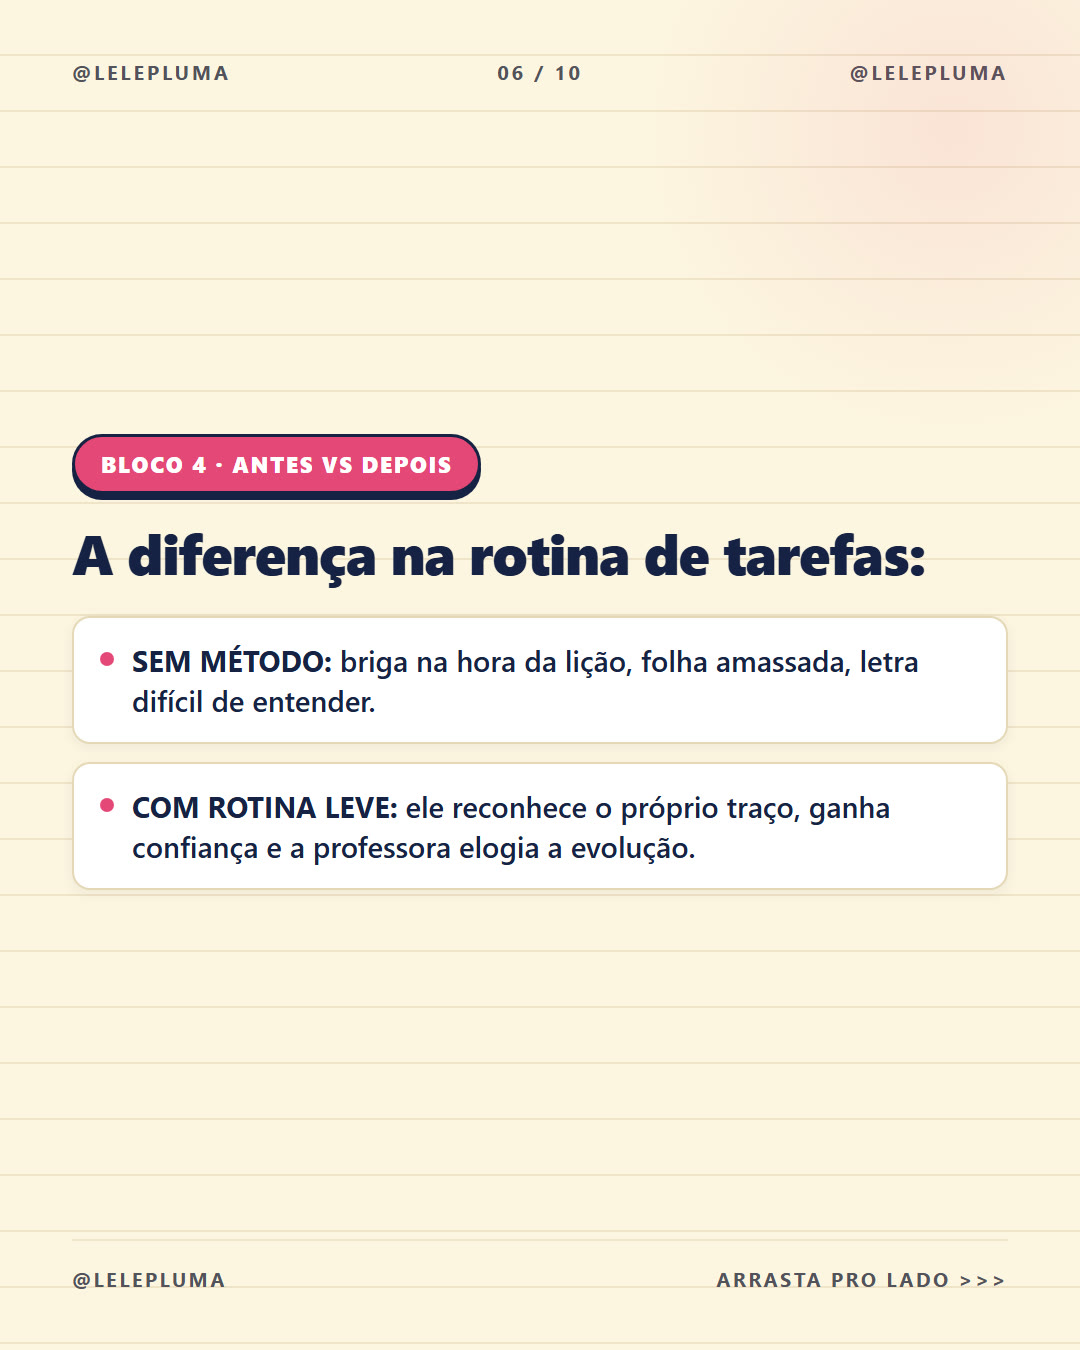 @LELEPLUMA 06 / 10 @LELEPLUMA
BLOCO 4 · ANTES VS DEPOIS
A diferença na rotina de tarefas:
SEM MÉTODO: briga na hora da lição, folha amassada, letra
difícil de entender.
COM ROTINA LEVE: ele reconhece o próprio traço, ganha
confiança e a professora elogia a evolução.
@LELEPLUMA ARRASTA PRO LADO >>>